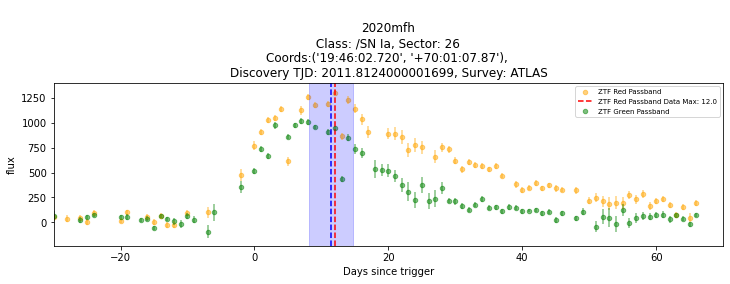 2020mfh
Class: /SN Ia, Sector: 26
Coords:('19:46:02.720', '+70:01:07.87'),
Discovery TJD: 2011.8124000001699, Survey: ATLAS
ZTF Red Passband
ZTF Red Passband Data Max: 12.0
ZTF Green Passband
1250
1000
750
500
250
0
flux
−20
0
20
40
60
Days since trigger